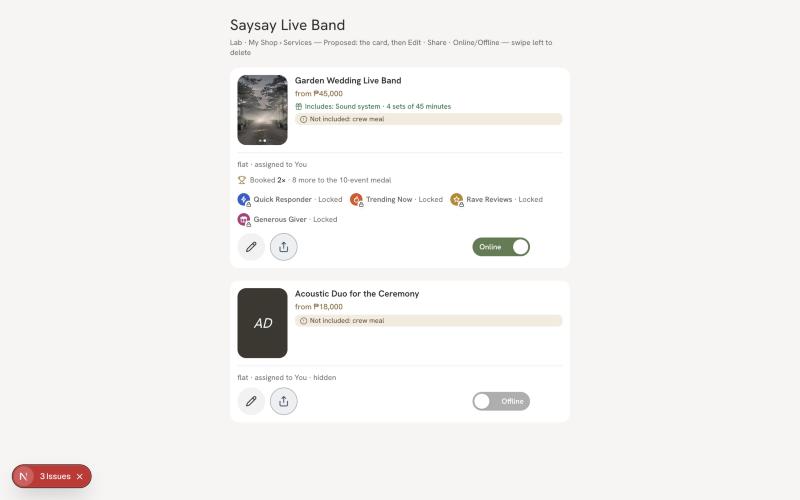 Saysay Live Band
Lab · My Shop › Services — Proposed: the card, then Edit · Share · Online/Offline — swipe left to
delete
Garden Wedding Live Band
from ₱45,000
Includes: Sound system · 4 sets of 45 minutes
Not included: crew meal
flat · assigned to You
Booked 2× · 8 more to the 10-event medal
Quick Responder · Locked
Trending Now · Locked
Rave Reviews · Locked
Generous Giver · Locked
Online
AD
Acoustic Duo for the Ceremony
from ₱18,000
Not included: crew meal
flat · assigned to You · hidden
Offline
N
3 Issues